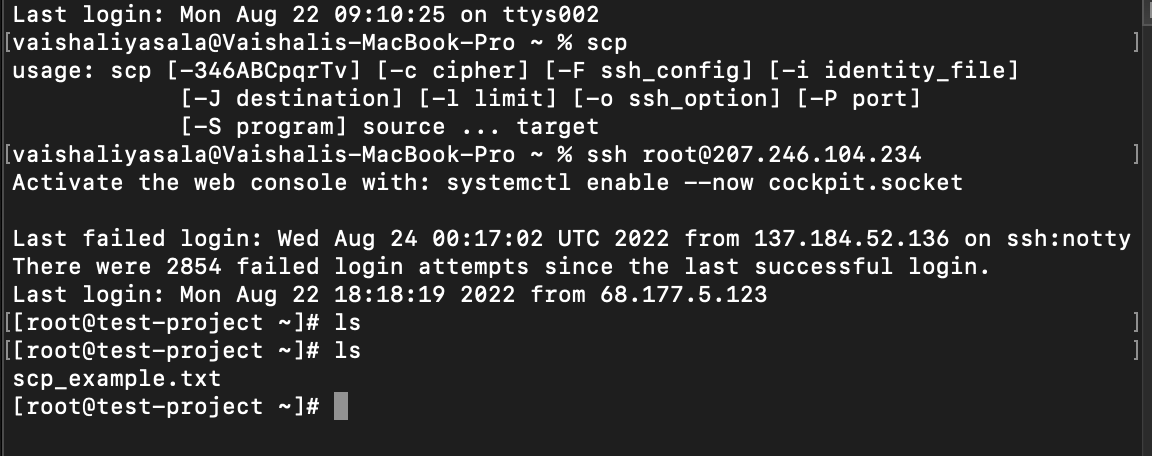 Last login: Mon Aug 22 09:10:25 on ttys002
[vaishaliyasala@Vaishalis-MacBook-Pro ~ % scp ]
usage: scp [-346ABCpqrTv] [-c cipher] [-F ssh_config] [-i identity_file]
[-J destination] [-l limit] [-o ssh_option] [-P port]
[-S program] source ... target
[vaishaliyasala@Vaishalis-MacBook-Pro ~ % ssh root@207.246.104.234 ]
Activate the web console with: systemctl enable --now cockpit.socket
Last failed login: Wed Aug 24 00:17:02 UTC 2022 from 137.184.52.136 on ssh:notty
There were 2854 failed login attempts since the last successful login.
Last login: Mon Aug 22 18:18:19 2022 from 68.177.5.123
[[root@test-project ~]# ls ]
[[root@test-project ~]# ls ]
scp_example.txt
[root@test-project ~]#